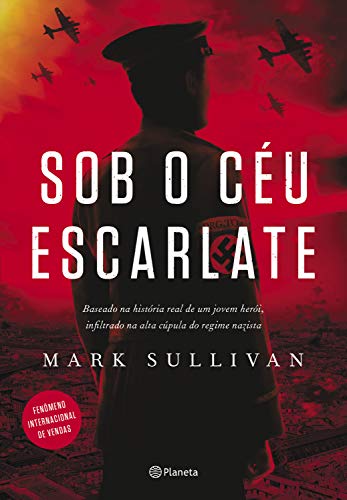 SOB O CÉU
ESCARLATE
Baseado na história real de um jovem herói,
infiltrado na alta cúpula do regime nazista
MARK SULLIVAN
FENÔMENO
INTERNACIONAL
DE VENDAS
Planeta